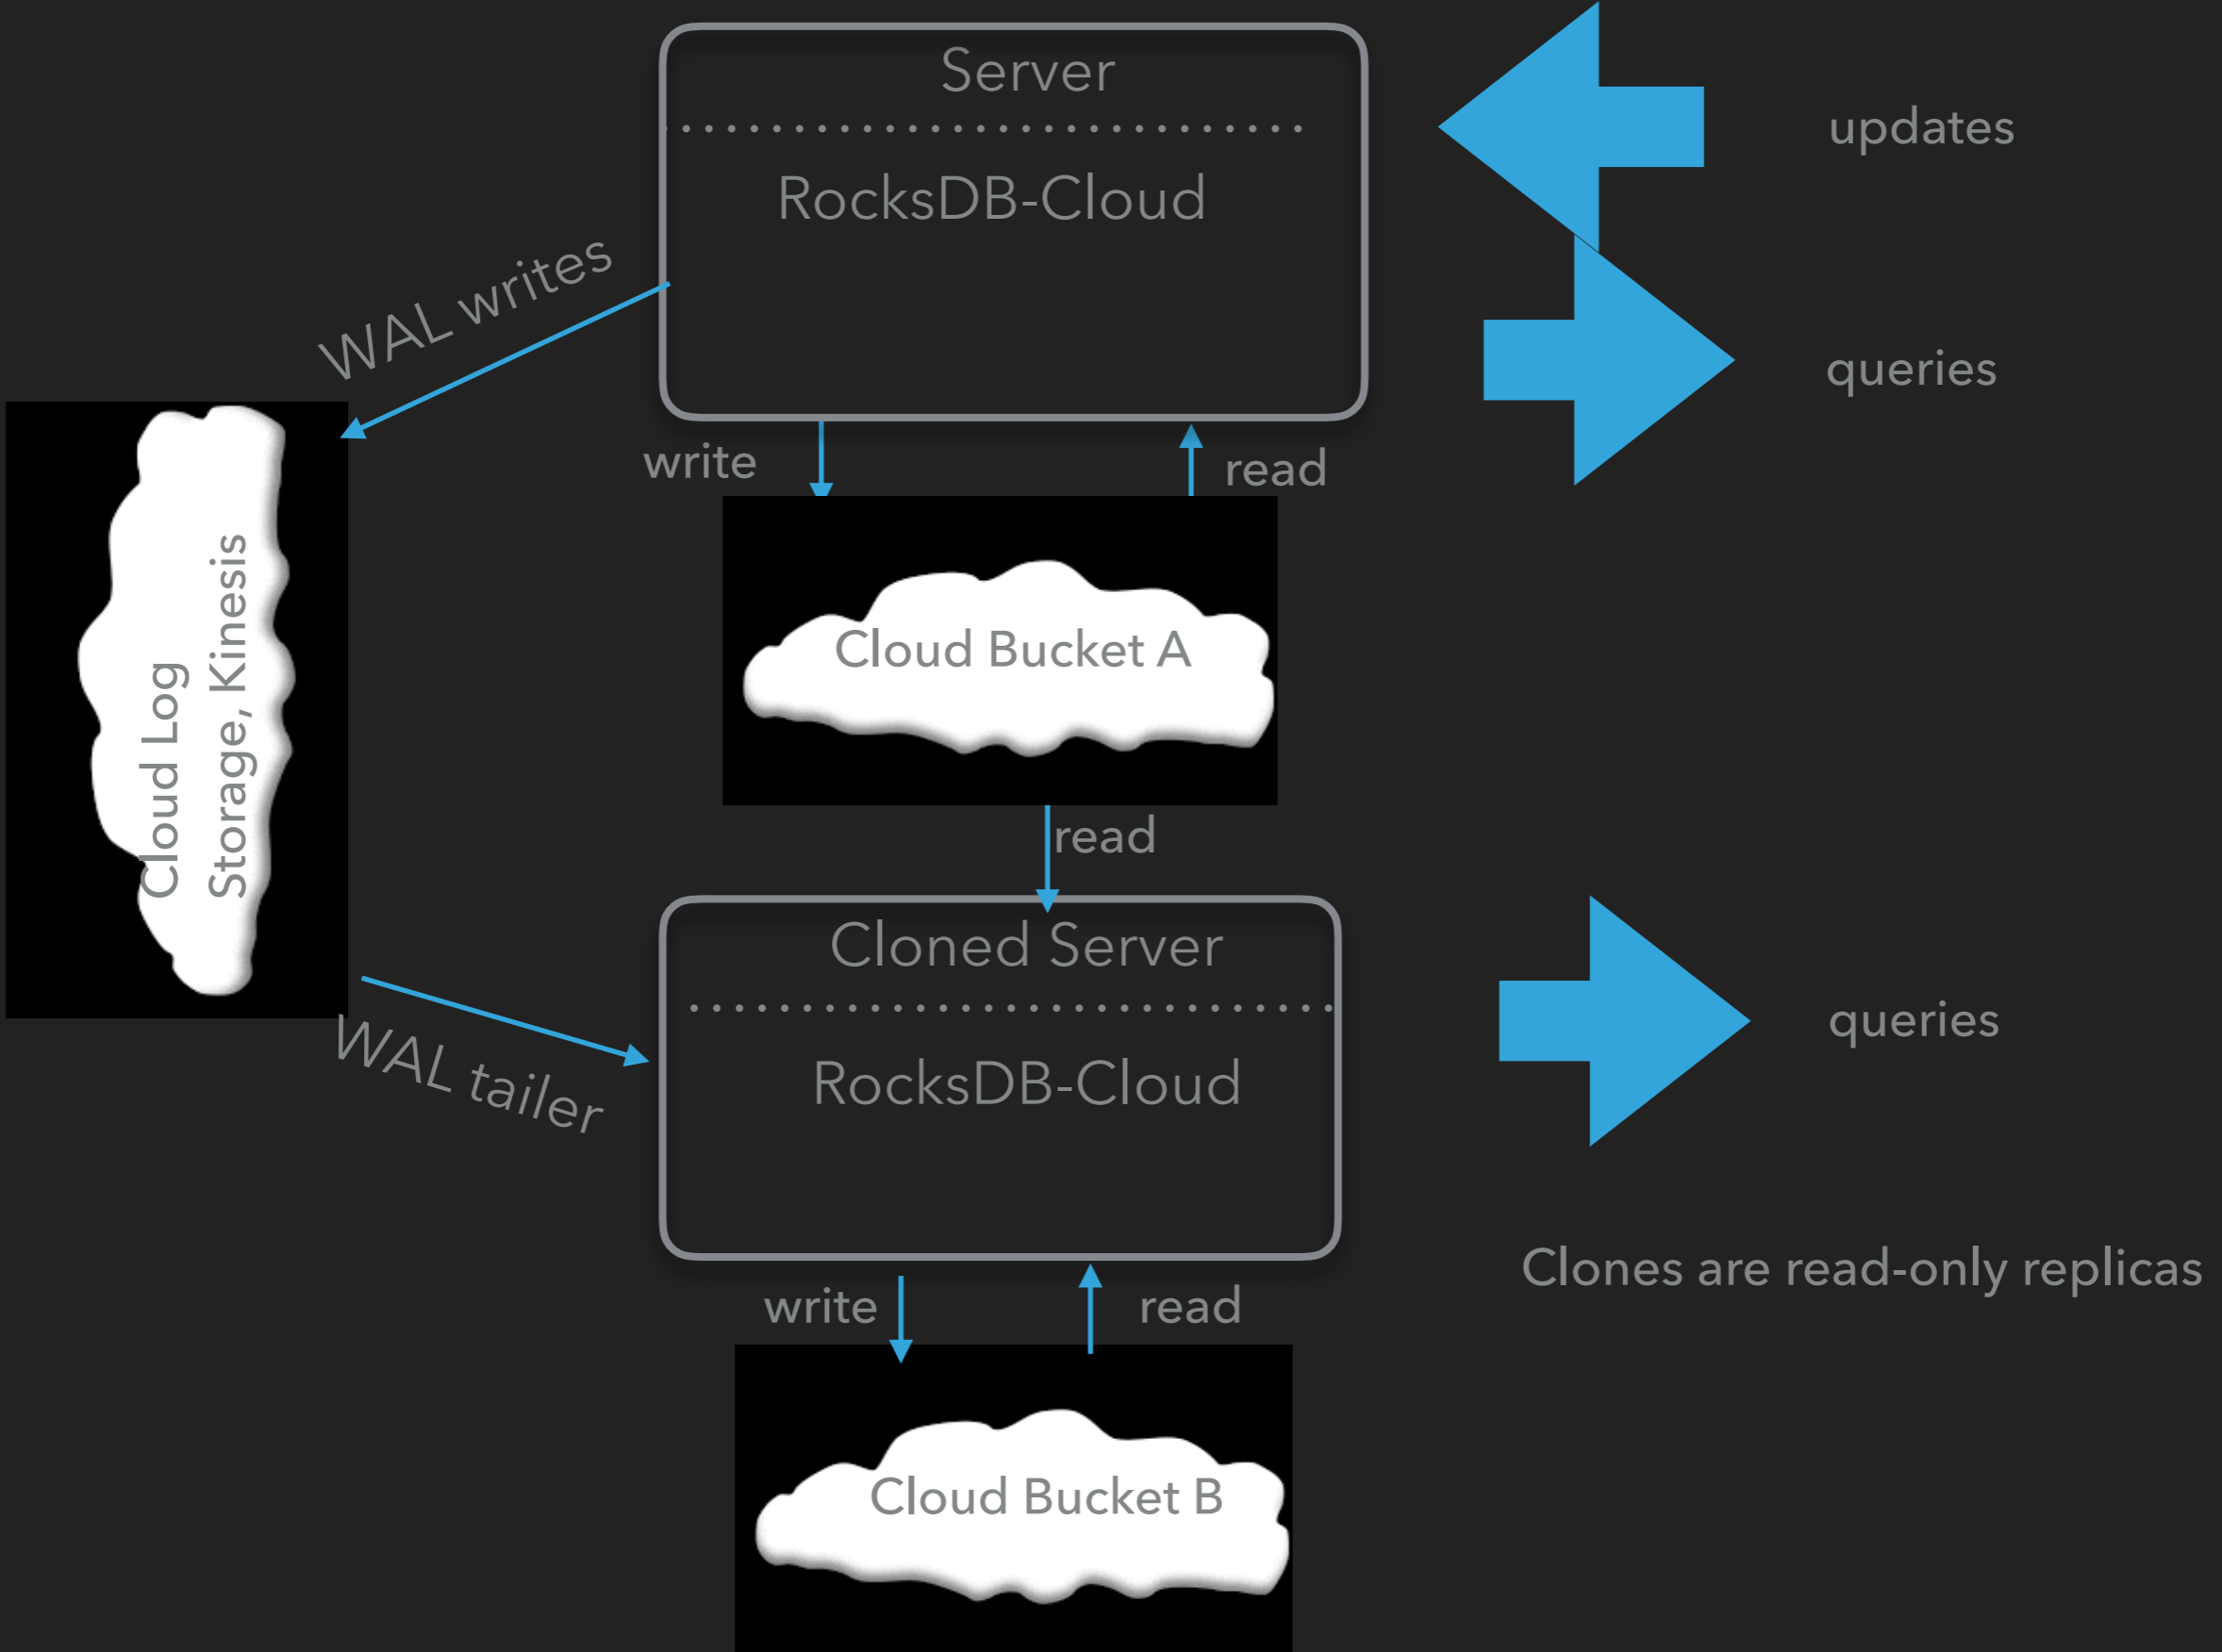 Server
RocksDB-Cloud
updates
queries
WAL writes
write
read
Cloud Log
Storage, Kinesis
Cloud Bucket A
read
Cloned Server
RocksDB-Cloud
queries
WAL tailer
Clones are read-only replicas
write
read
Cloud Bucket B